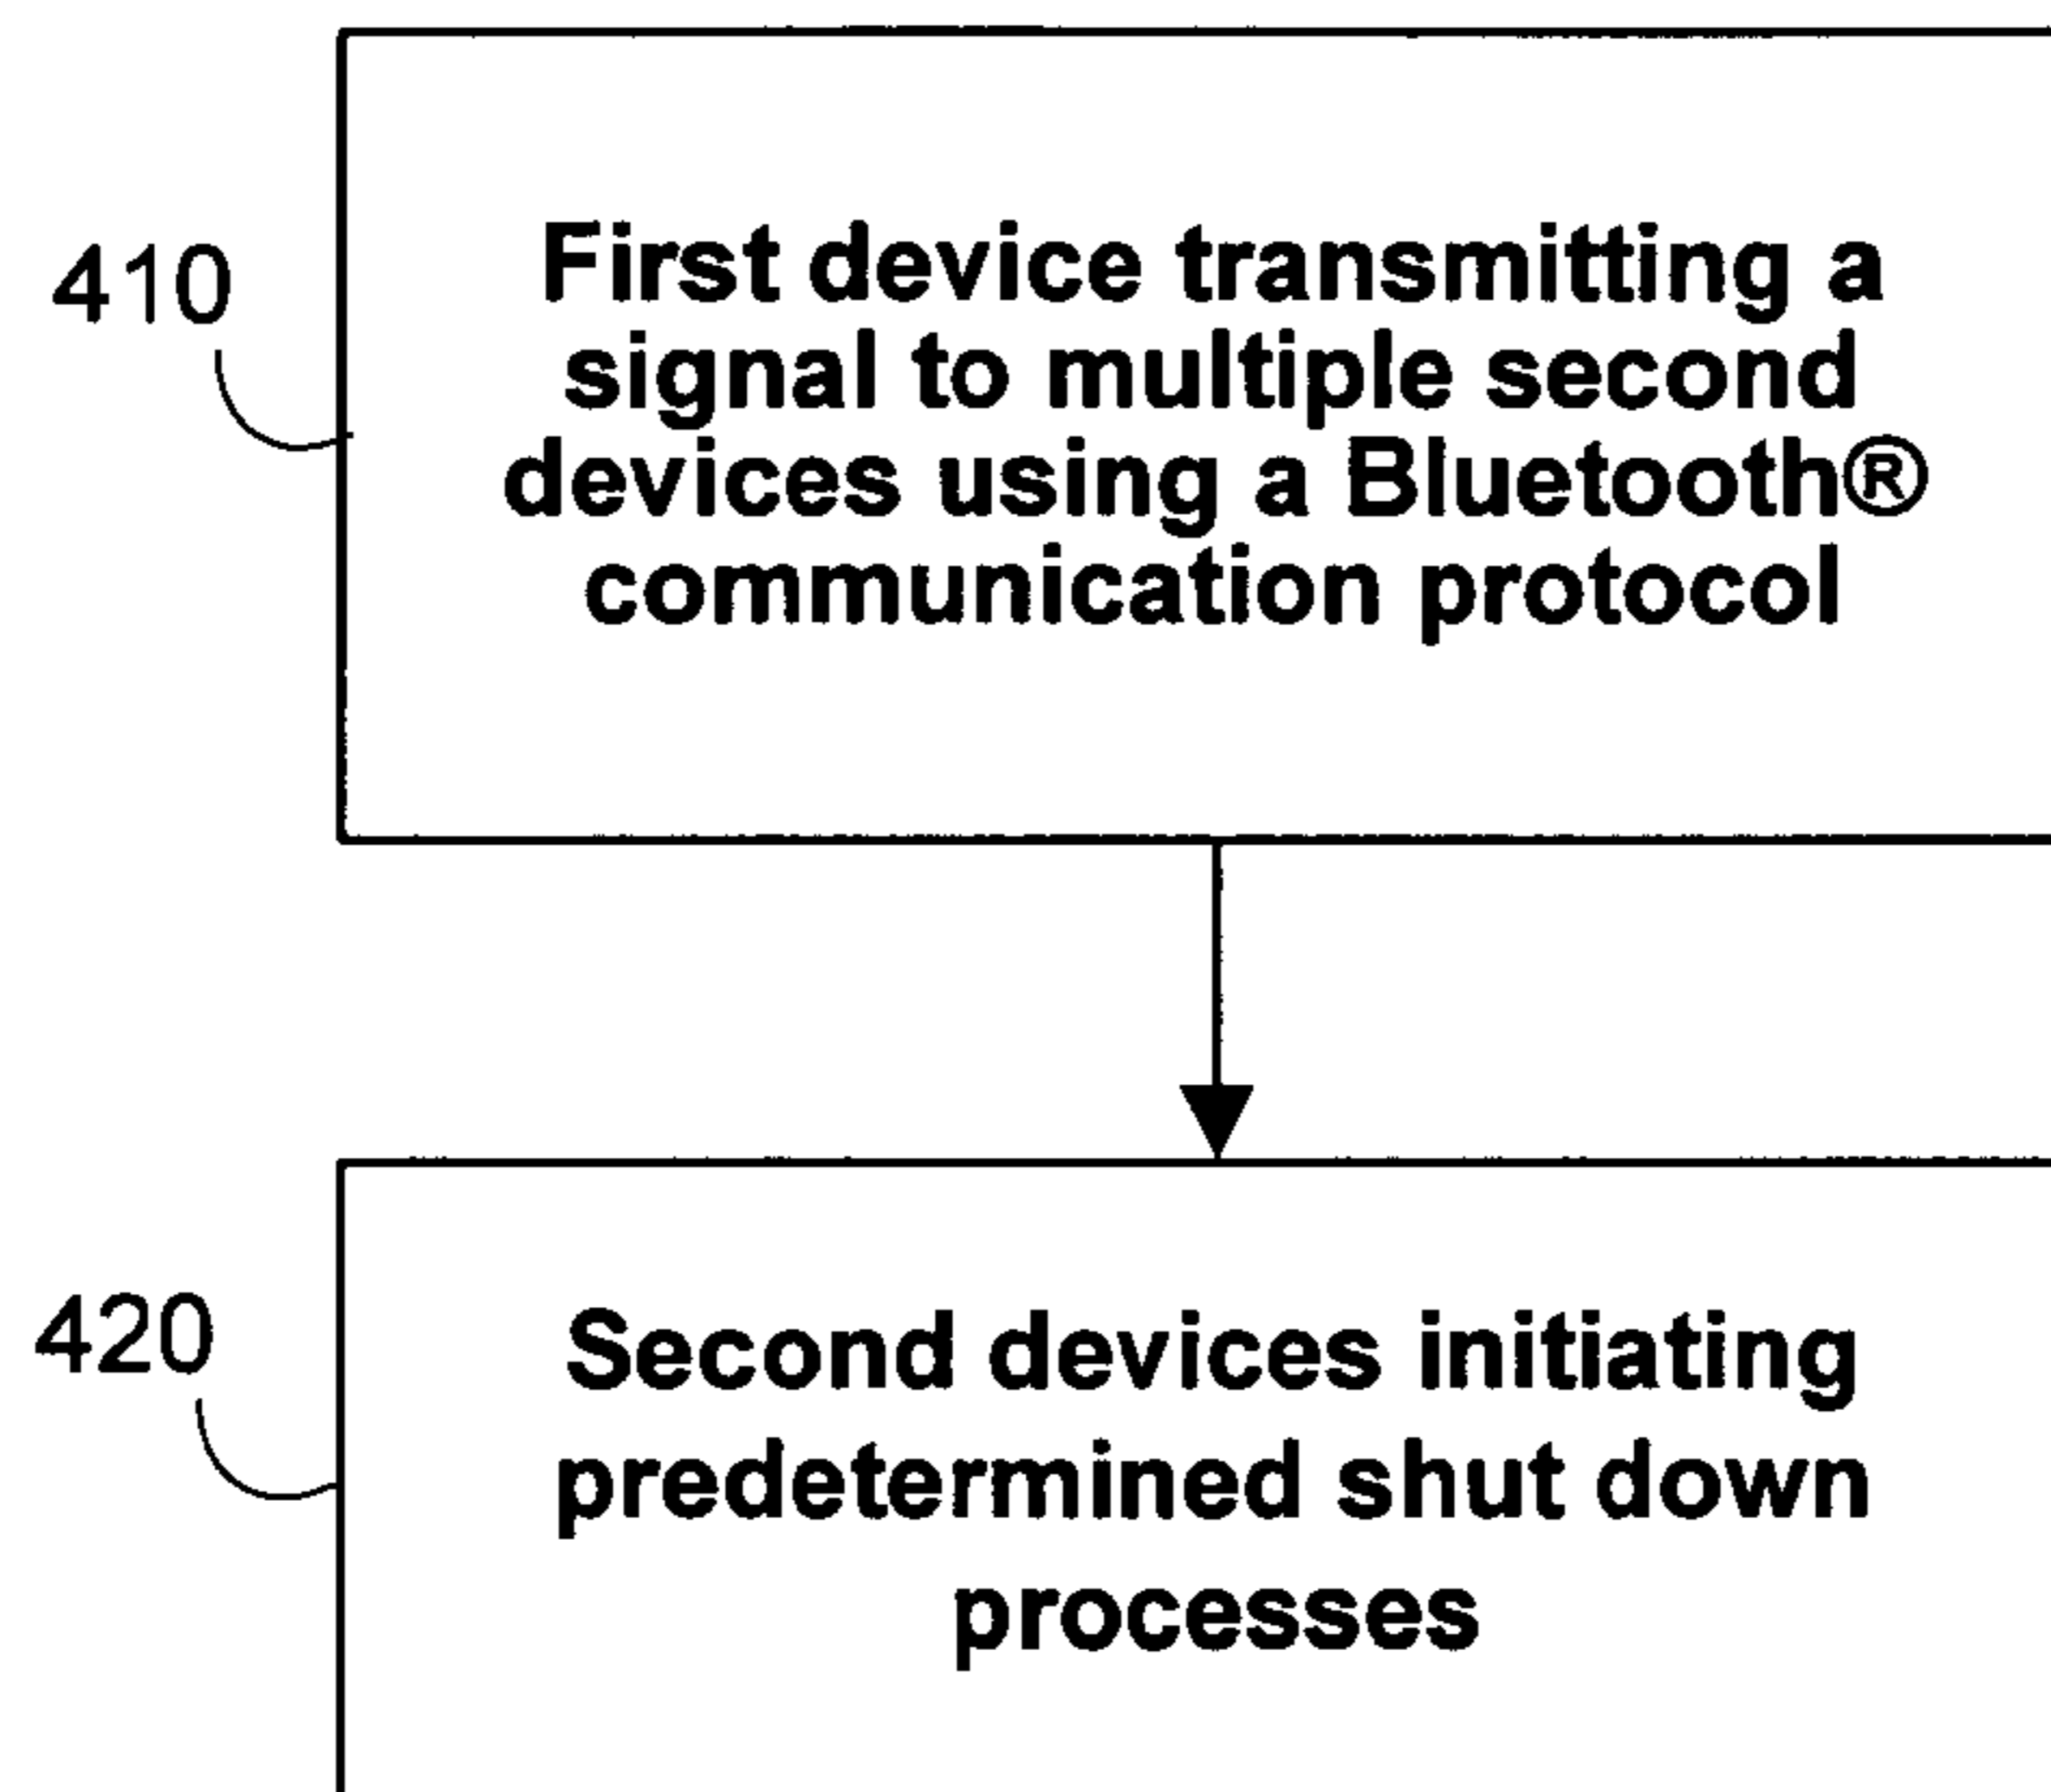 410
First device transmitting a
signal to multiple second
devices using a Bluetooth®
communication protocol
420
Second devices initiating
predetermined shut down
processes